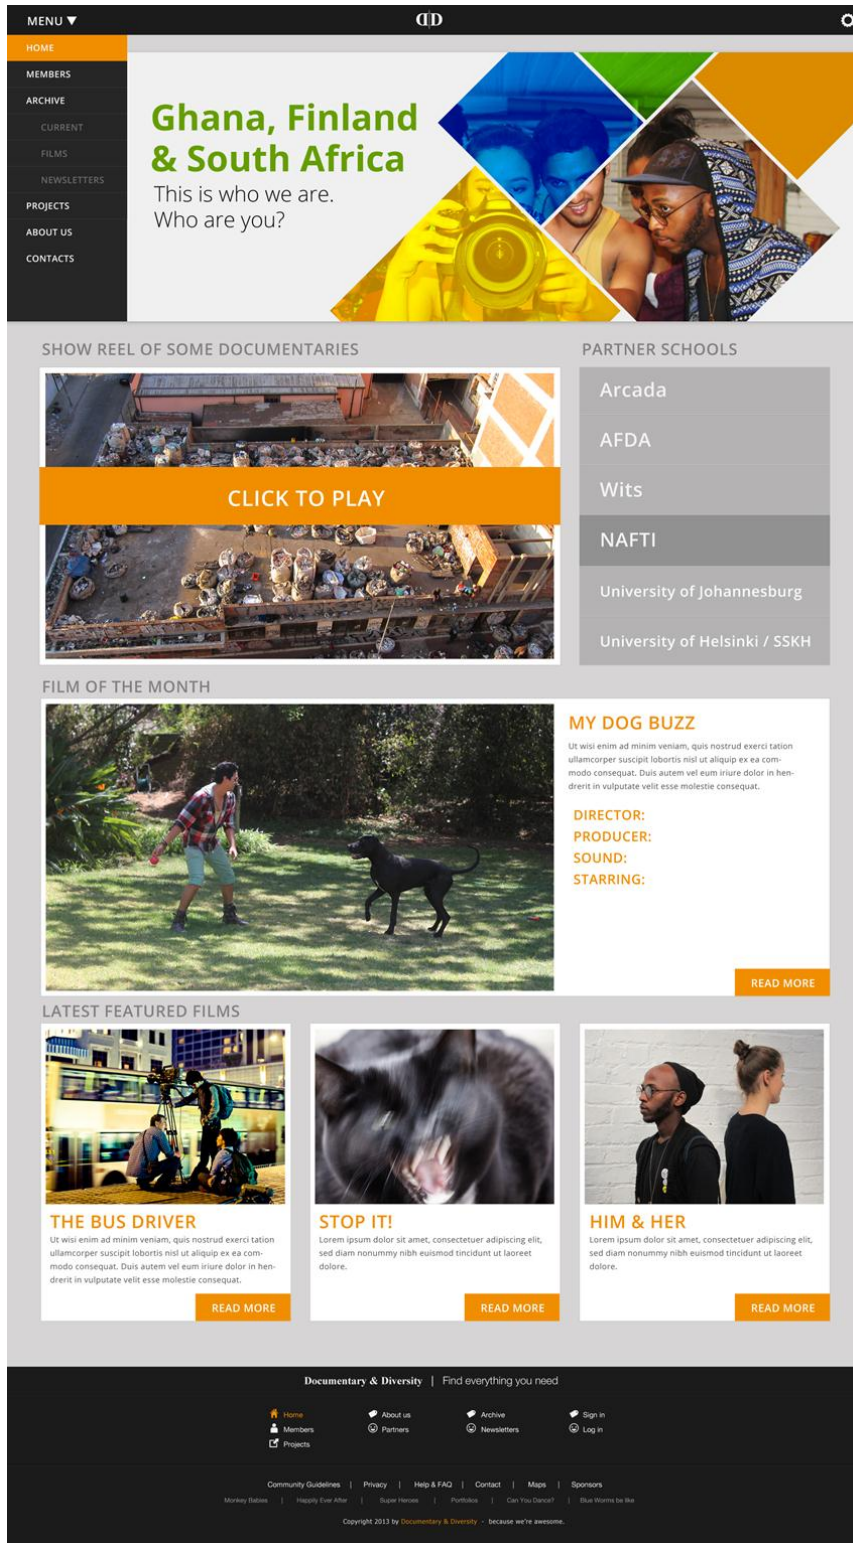 MENU ▼
D|D
HOME
MEMBERS
ARCHIVE
CURRENT
FILMS
NEWSLETTERS
PROJECTS
ABOUT US
CONTACTS
Ghana, Finland
& South Africa
This is who we are.
Who are you?
SHOW REEL OF SOME DOCUMENTARIES
CLICK TO PLAY
PARTNER SCHOOLS
Arcada
AFDA
Wits
NAFTI
University of Johannesburg
University of Helsinki / SSKH
FILM OF THE MONTH
MY DOG BUZZ
Ut wisi enim ad minim veniam, quis nostrud exerci tation
ullamcorper suscipit lobortis nisl ut aliquip ex ea com-
modo consequat. Duis autem vel eum iriure dolor in hen-
drerit in vulputate velit esse molestie consequat.
DIRECTOR:
PRODUCER:
SOUND:
STARRING:
READ MORE
LATEST FEATURED FILMS
THE BUS DRIVER
Ut wisi enim ad minim veniam, quis nostrud exerci tation
ullamcorper suscipit lobortis nisl ut aliquip ex ea com-
modo consequat. Duis autem vel eum iriure dolor in hen-
drerit in vulputate velit esse molestie consequat.
READ MORE
STOP IT!
Lorem ipsum dolor sit amet, consectetuer adipiscing elit,
sed diam nonummy nibh euismod tincidunt ut laoreet
dolore.
READ MORE
HIM & HER
Lorem ipsum dolor sit amet, consectetuer adipiscing elit,
sed diam nonummy nibh euismod tincidunt ut laoreet
dolore.
READ MORE
Documentary & Diversity | Find everything you need
Home
Members
Projects
About us
Partners
Archive
Newsletters
Sign in
Log in
Community Guidelines | Privacy | Help & FAQ | Contact | Maps | Sponsors
Monkey Babies | Happily Ever After | Super Heroes | Portfolios | Can You Dance? | Blue Worms be like
Copyright 2013 by Documentary & Diversity - because we're awesome.